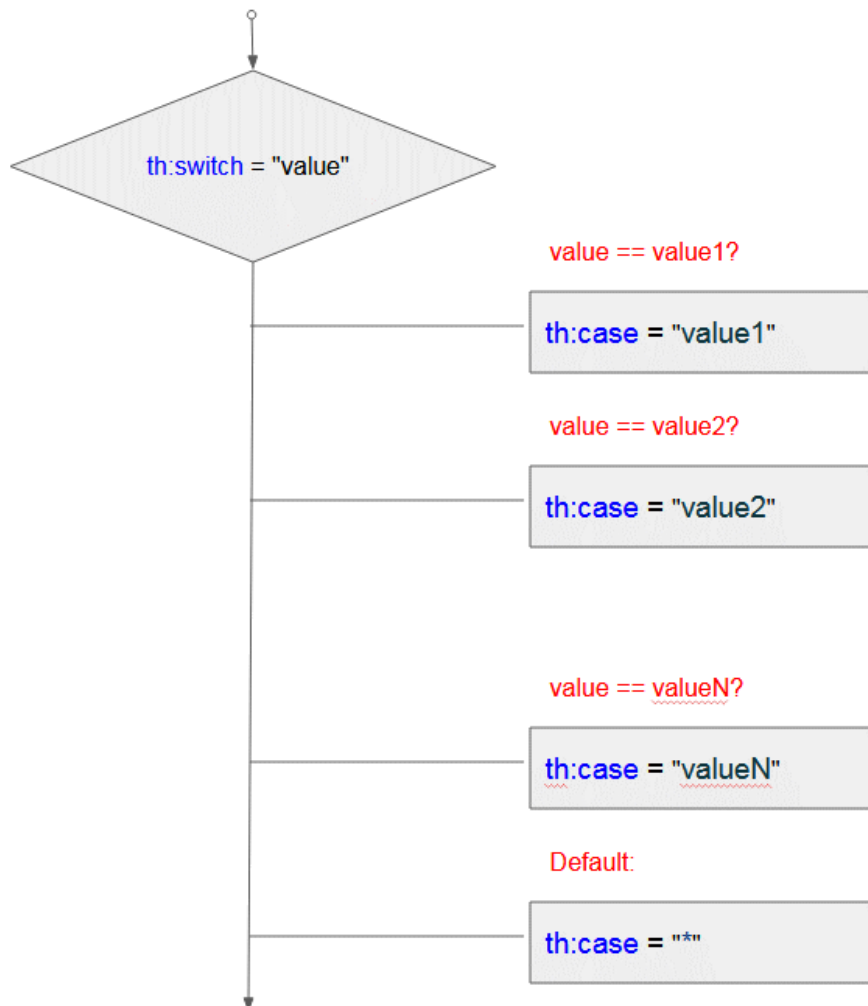 th:switch = "value"
value == value1?
th:case = "value1"
value == value2?
th:case = "value2"
value == valueN?
th:case = "valueN"
Default:
th:case = "*"